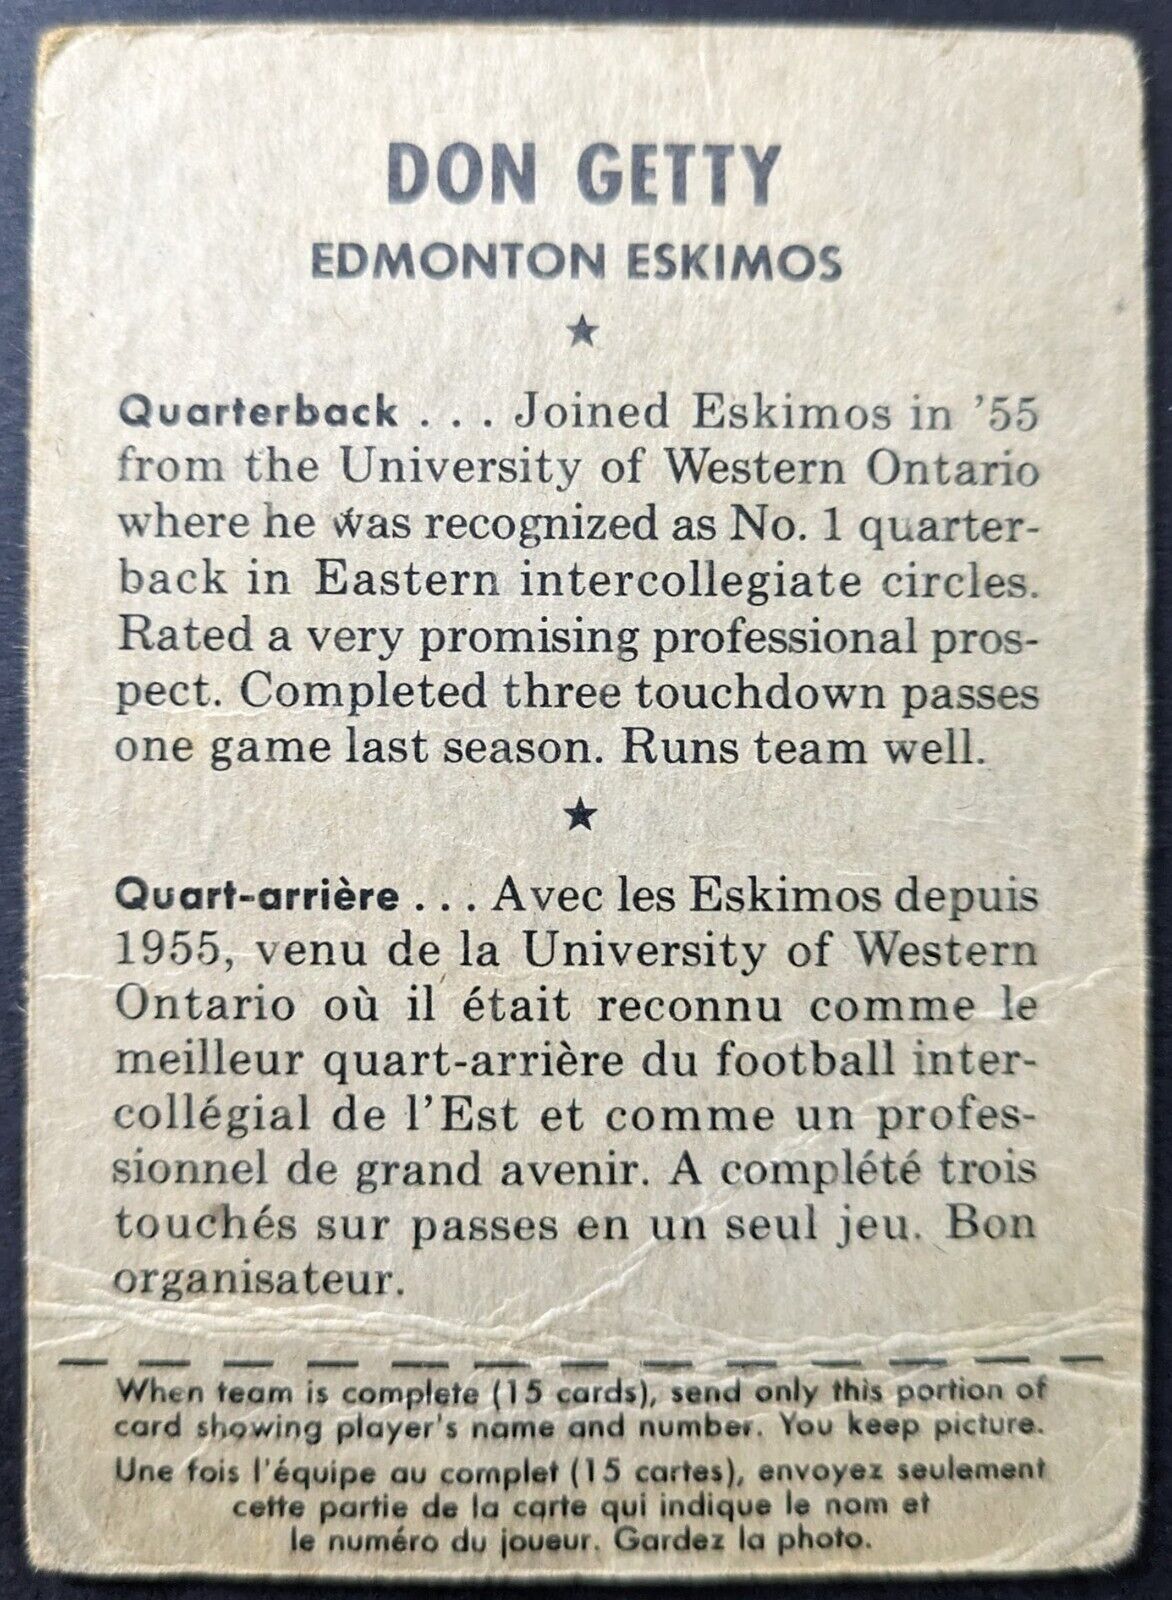 DON GETTY
EDMONTON ESKIMOS
★
Quarterback . . . Joined Eskimos in ’55
from the University of Western Ontario
where he was recognized as No. 1 quarter-
back in Eastern intercollegiate circles.
Rated a very promising professional pros-
pect. Completed three touchdown passes
one game last season. Runs team well.
★
Quart-arrière . . . Avec les Eskimos depuis
1955, venu de la University of Western
Ontario où il était reconnu comme le
meilleur quart-arrière du football inter-
collégial de l’Est et comme un profes-
sionnel de grand avenir. A complété trois
touchés sur passes en un seul jeu. Bon
organisateur.
When team is complete (15 cards), send only this portion of
card showing player's name and number. You keep picture.
Une fois l'équipe au complet (15 cartes), envoyez seulement
cette partie de la carte qui indique le nom et
le numéro du joueur. Gardez la photo.